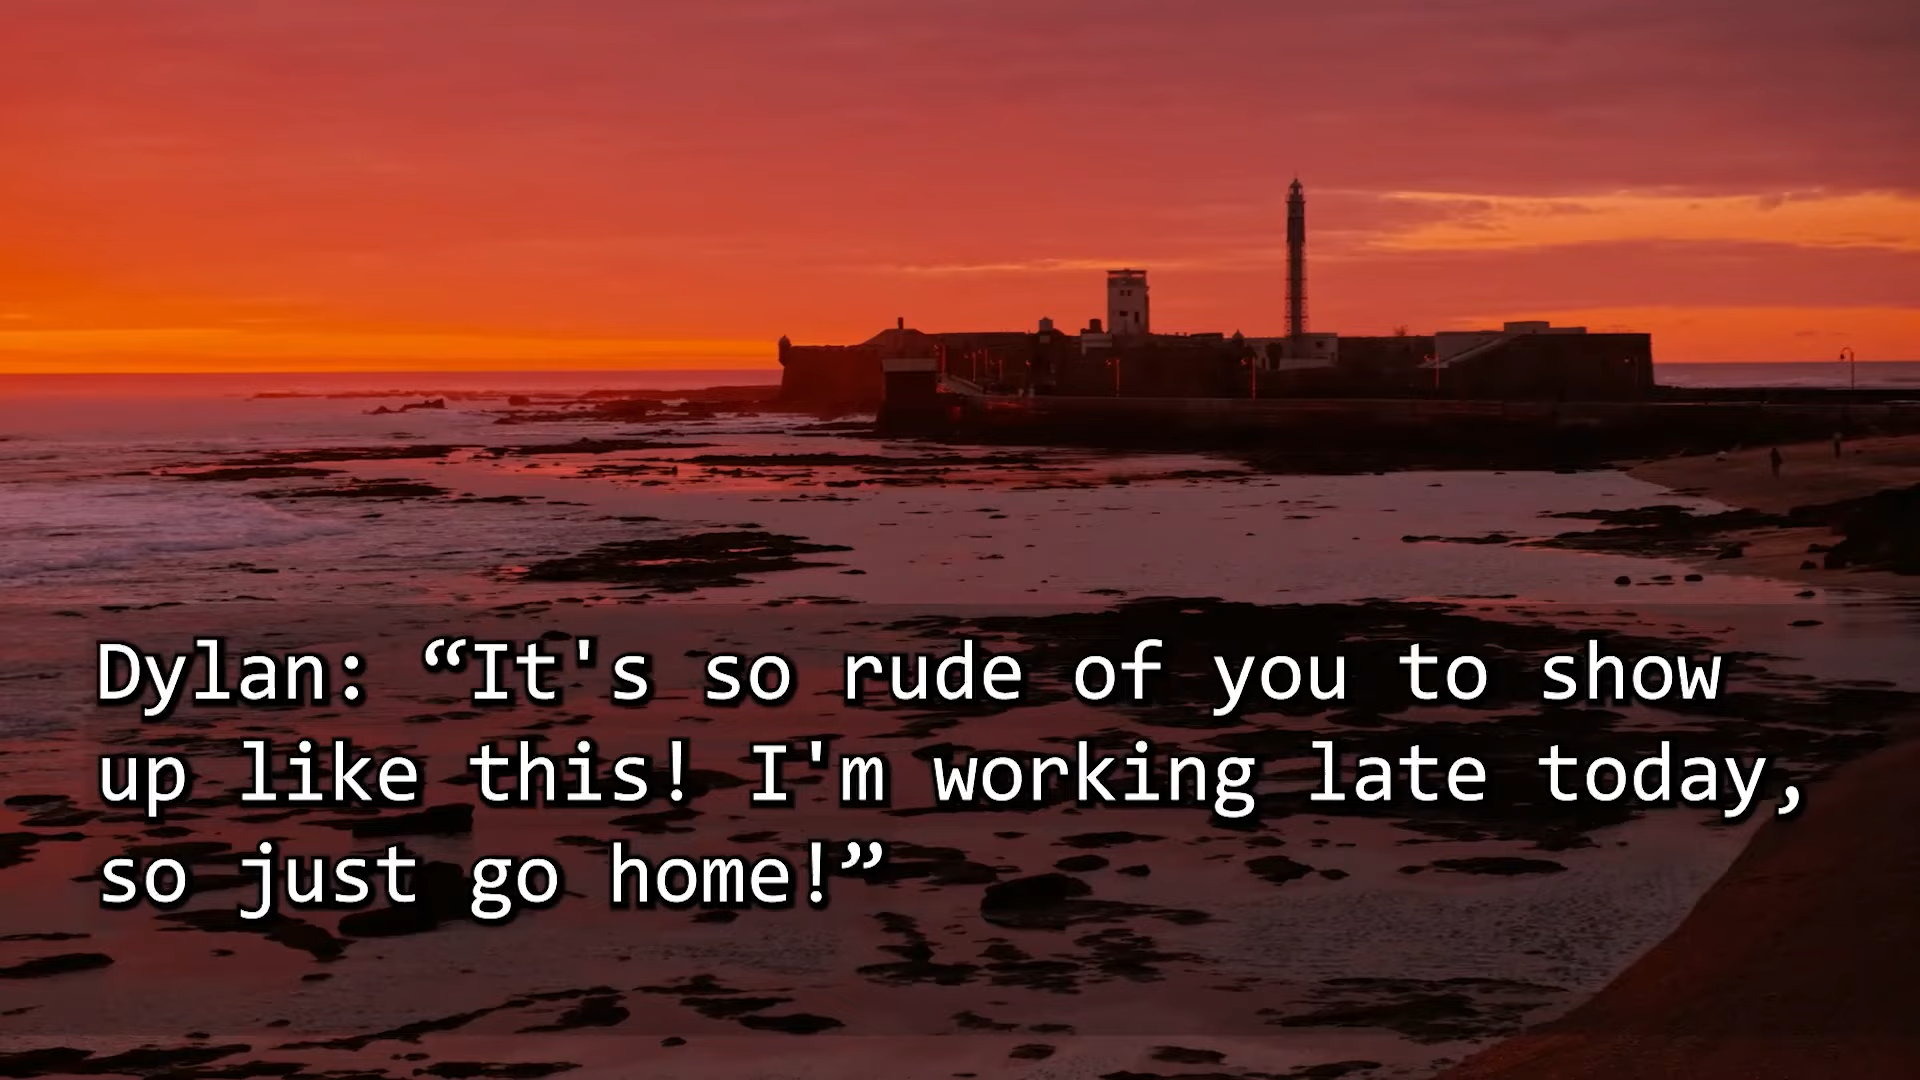 Dylan: “It's so rude of you to show
up like this! I'm working late today,
so just go home!”